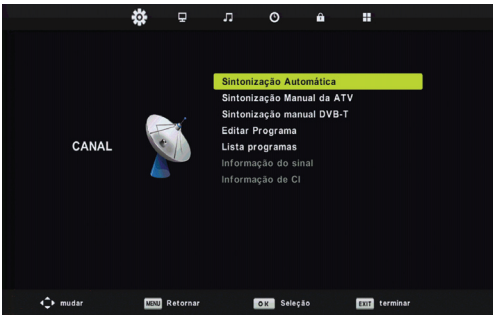 Sintonização Automática
Sintonização Manual da ATV
Sintonização manual DVB-T
Editar Programa
CANAL
Lista programas
Informação do sinal
Informação de CI
mudar MENU Retornar OK Seleção EXIT terminar